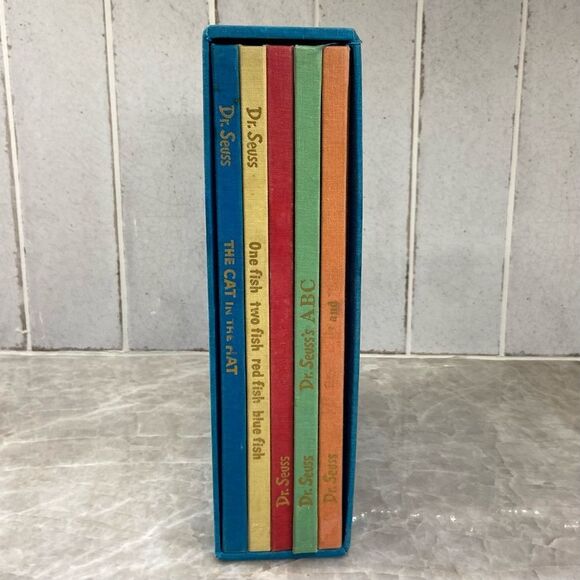 Dr. Seuss THE CAT IN THE HAT
Dr. Seuss One fish two fish red fish blue fish
Dr. Seuss
Dr. Seuss Dr. Seuss's ABC
Dr. Seuss and